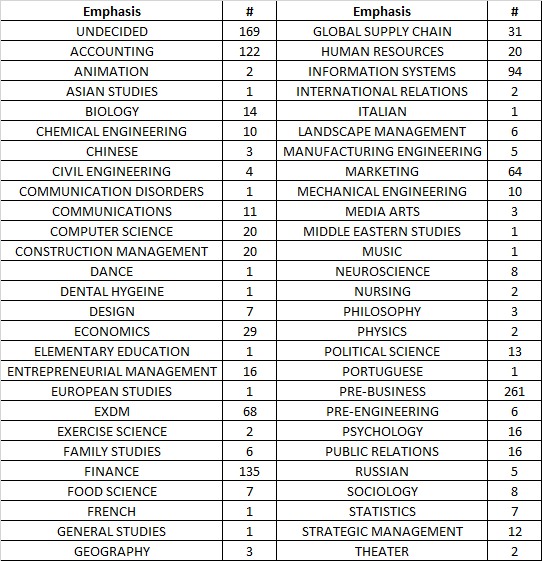 Emphasis # Emphasis #
UNDECIDED 169 GLOBAL SUPPLY CHAIN 31
ACCOUNTING 122 HUMAN RESOURCES 20
ANIMATION 2 INFORMATION SYSTEMS 94
ASIAN STUDIES 1 INTERNATIONAL RELATIONS 2
BIOLOGY 14 ITALIAN 1
CHEMICAL ENGINEERING 10 LANDSCAPE MANAGEMENT 6
CHINESE 3 MANUFACTURING ENGINEERING 5
CIVIL ENGINEERING 4 MARKETING 64
COMMUNICATION DISORDERS 1 MECHANICAL ENGINEERING 10
COMMUNICATIONS 11 MEDIA ARTS 3
COMPUTER SCIENCE 20 MIDDLE EASTERN STUDIES 1
CONSTRUCTION MANAGEMENT 20 MUSIC 1
DANCE 1 NEUROSCIENCE 8
DENTAL HYGEINE 1 NURSING 2
DESIGN 7 PHILOSOPHY 3
ECONOMICS 29 PHYSICS 2
ELEMENTARY EDUCATION 1 POLITICAL SCIENCE 13
ENTREPRENEURIAL MANAGEMENT 16 PORTUGUESE 1
EUROPEAN STUDIES 1 PRE-BUSINESS 261
EXDM 68 PRE-ENGINEERING 6
EXERCISE SCIENCE 2 PSYCHOLOGY 16
FAMILY STUDIES 6 PUBLIC RELATIONS 16
FINANCE 135 RUSSIAN 5
FOOD SCIENCE 7 SOCIOLOGY 8
FRENCH 1 STATISTICS 7
GENERAL STUDIES 1 STRATEGIC MANAGEMENT 12
GEOGRAPHY 3 THEATER 2